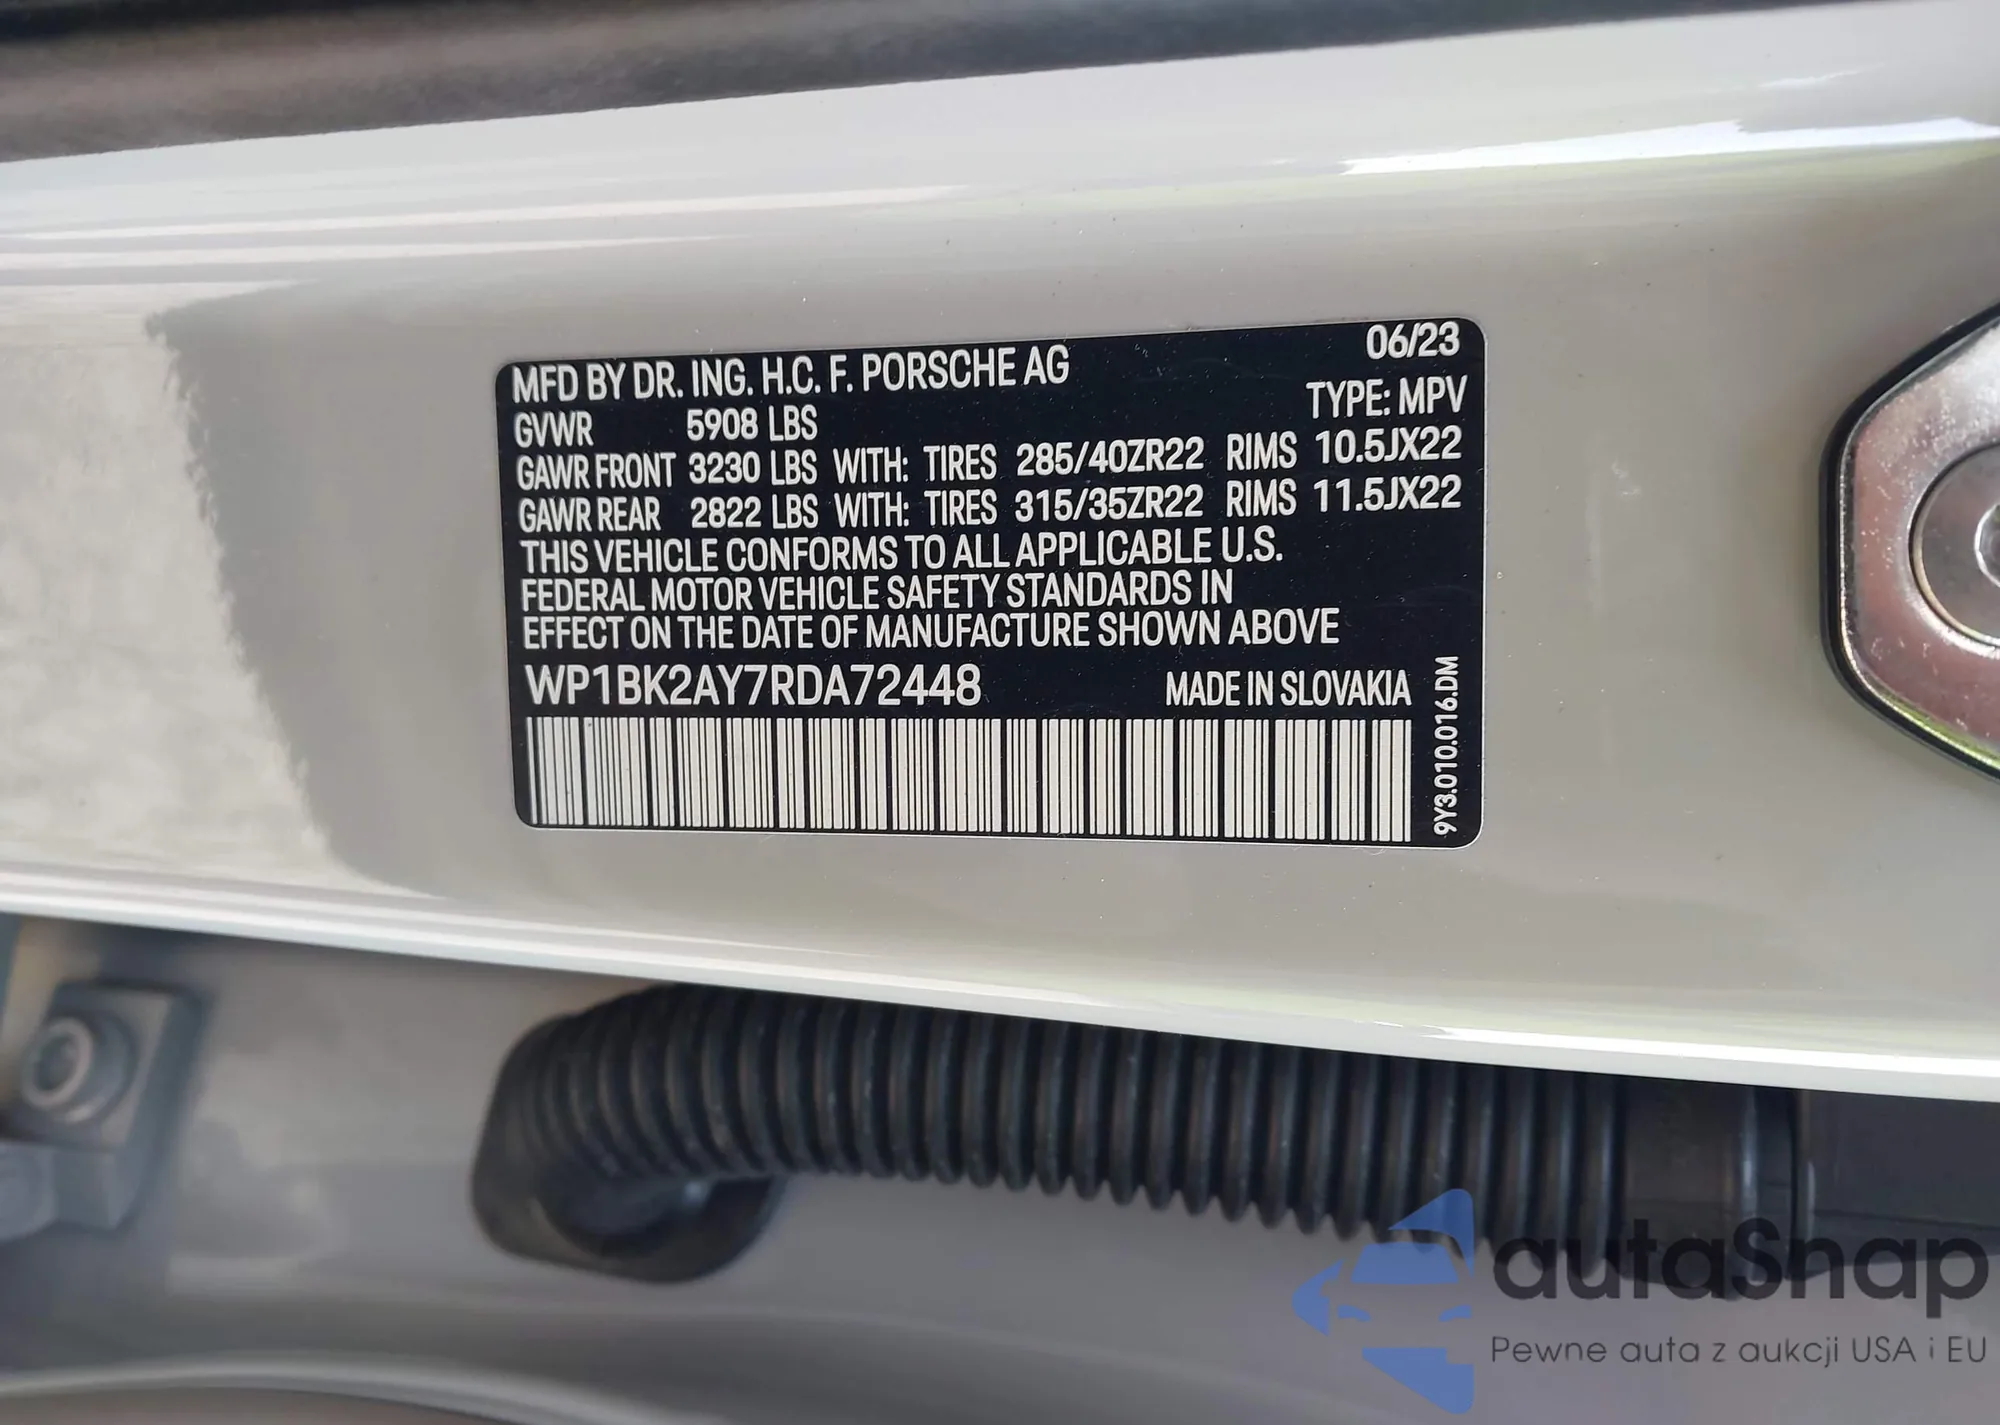 06/23
MFD BY DR. ING. H.C. F. PORSCHE AG
TYPE: MPV
GVWR 5908 LBS
GAWR FRONT 3230 LBS WITH: TIRES 285/40ZR22 RIMS 10.5JX22
GAWR REAR 2822 LBS WITH: TIRES 315/35ZR22 RIMS 11.5JX22
THIS VEHICLE CONFORMS TO ALL APPLICABLE U.S.
FEDERAL MOTOR VEHICLE SAFETY STANDARDS IN
EFFECT ON THE DATE OF MANUFACTURE SHOWN ABOVE
WP1BK2AY7RDA72448 MADE IN SLOVAKIA
9Y3.010.016.DM
autaSnap
Pewne auta z aukcji USA i EU